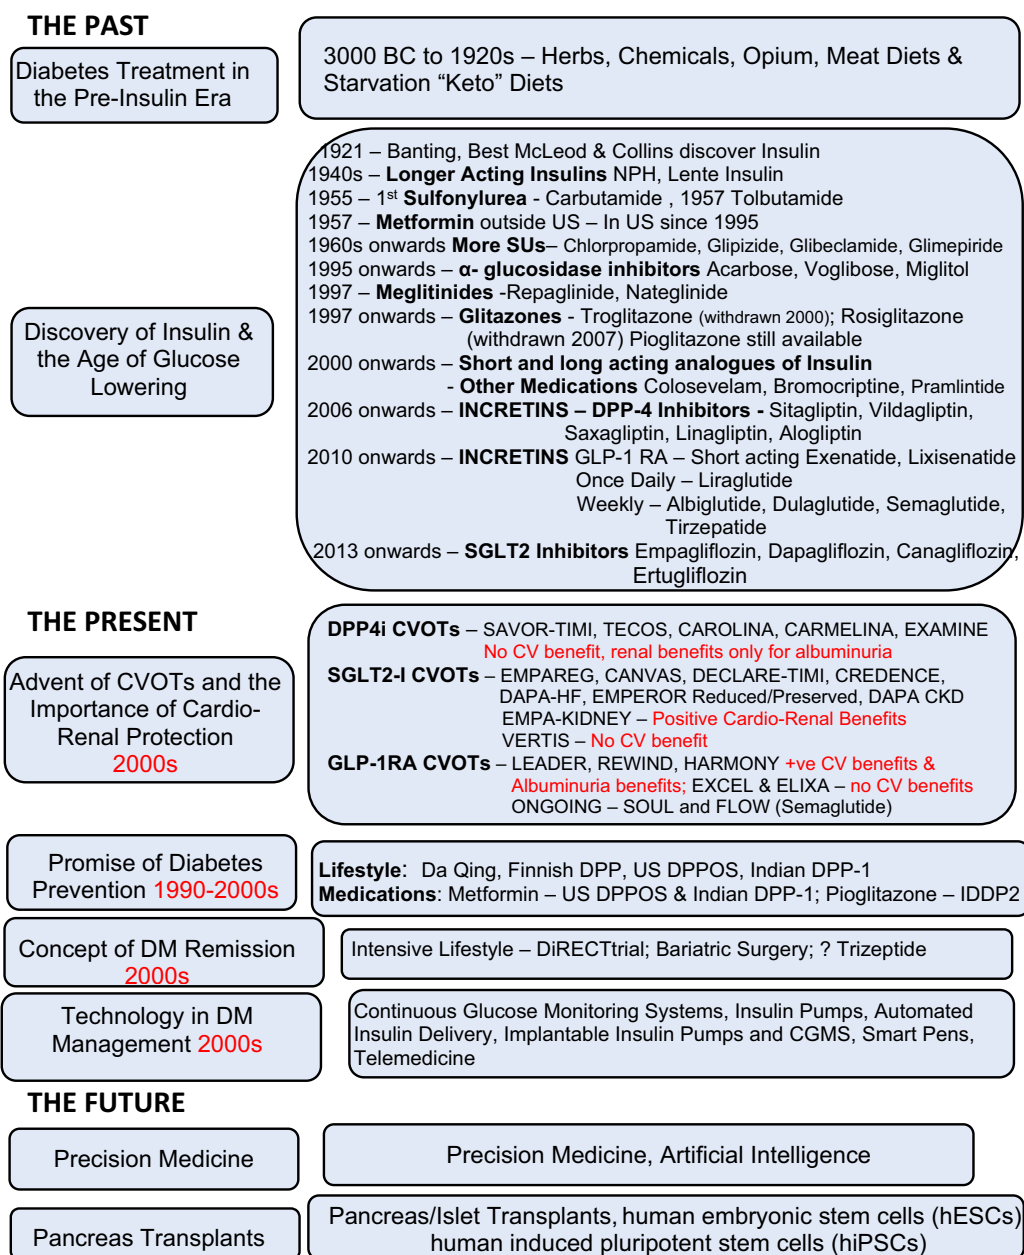 THE PAST
Diabetes Treatment in
the Pre-Insulin Era
3000 BC to 1920s – Herbs, Chemicals, Opium, Meat Diets &
Starvation “Keto” Diets
Discovery of Insulin &
the Age of Glucose
Lowering
1921 – Banting, Best McLeod & Collins discover Insulin
1940s – Longer Acting Insulins NPH, Lente Insulin
1955 – 1st Sulfonylurea - Carbutamide , 1957 Tolbutamide
1957 – Metformin outside US – In US since 1995
1960s onwards More SUs– Chlorpropamide, Glipizide, Glibeclamide, Glimepiride
1995 onwards – α- glucosidase inhibitors Acarbose, Voglibose, Miglitol
1997 – Meglitinides -Repaglinide, Nateglinide
1997 onwards – Glitazones - Troglitazone (withdrawn 2000); Rosiglitazone
(withdrawn 2007) Pioglitazone still available
2000 onwards – Short and long acting analogues of Insulin
- Other Medications Colosevelam, Bromocriptine, Pramlintide
2006 onwards – INCRETINS – DPP-4 Inhibitors - Sitagliptin, Vildagliptin,
Saxagliptin, Linagliptin, Alogliptin
2010 onwards – INCRETINS GLP-1 RA – Short acting Exenatide, Lixisenatide
Once Daily – Liraglutide
Weekly – Albiglutide, Dulaglutide, Semaglutide,
Tirzepatide
2013 onwards – SGLT2 Inhibitors Empagliflozin, Dapagliflozin, Canagliflozin,
Ertugliflozin
THE PRESENT
Advent of CVOTs and the
Importance of Cardio-
Renal Protection
2000s
DPP4i CVOTs – SAVOR-TIMI, TECOS, CAROLINA, CARMELINA, EXAMINE
No CV benefit, renal benefits only for albuminuria
SGLT2-I CVOTs – EMPAREG, CANVAS, DECLARE-TIMI, CREDENCE,
DAPA-HF, EMPEROR Reduced/Preserved, DAPA CKD
EMPA-KIDNEY – Positive Cardio-Renal Benefits
VERTIS – No CV benefit
GLP-1RA CVOTs – LEADER, REWIND, HARMONY +ve CV benefits &
Albuminuria benefits; EXCEL & ELIXA – no CV benefits
ONGOING – SOUL and FLOW (Semaglutide)
Promise of Diabetes
Prevention 1990-2000s
Lifestyle: Da Qing, Finnish DPP, US DPPOS, Indian DPP-1
Medications: Metformin – US DPPOS & Indian DPP-1; Pioglitazone – IDDP2
Concept of DM Remission
2000s
Intensive Lifestyle – DiRECTtrial; Bariatric Surgery; ? Trizeptide
Technology in DM
Management 2000s
Continuous Glucose Monitoring Systems, Insulin Pumps, Automated
Insulin Delivery, Implantable Insulin Pumps and CGMS, Smart Pens,
Telemedicine
THE FUTURE
Precision Medicine
Precision Medicine, Artificial Intelligence
Pancreas Transplants
Pancreas/Islet Transplants, human embryonic stem cells (hESCs)
human induced pluripotent stem cells (hiPSCs)